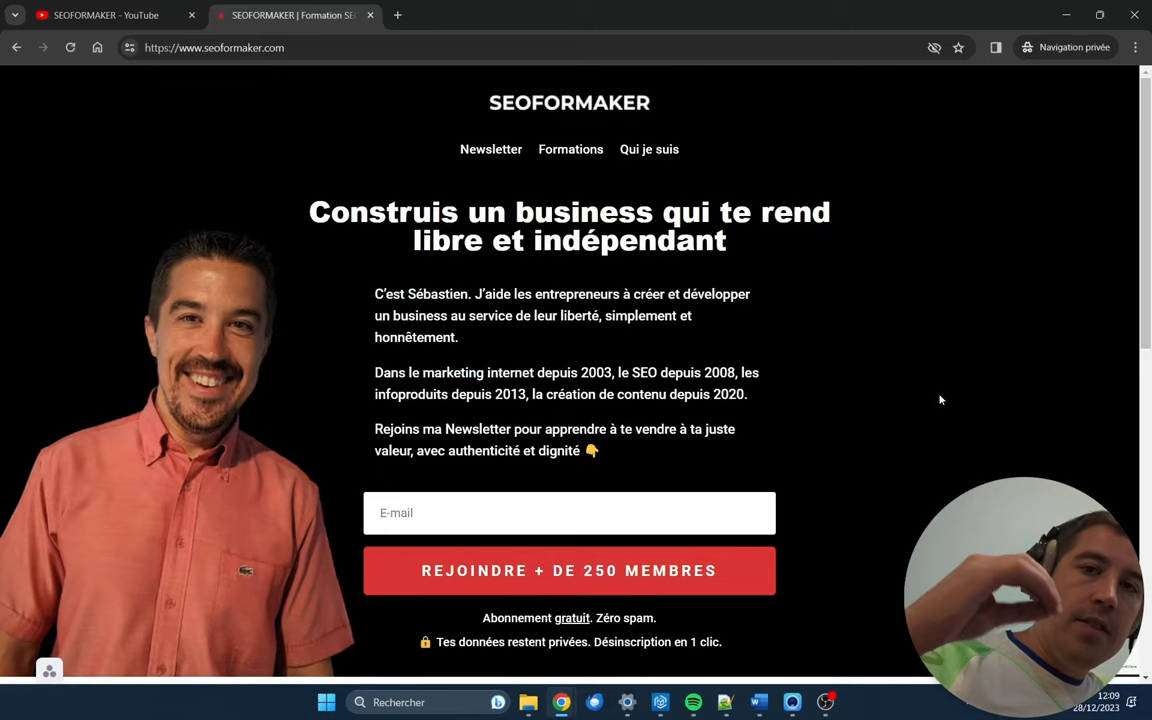 SEOFORMAKER - YouTube
SEOFORMAKER | Formation SE
https://www.seoformaker.com
Navigation privée
SEOFORMAKER
Newsletter Formations Qui je suis
Construis un business qui te rend
libre et indépendant
C’est Sébastien. J’aide les entrepreneurs à créer et développer
un business au service de leur liberté, simplement et
honnêtement.
Dans le marketing internet depuis 2003, le SEO depuis 2008, les
infoproduits depuis 2013, la création de contenu depuis 2020.
Rejoins ma Newsletter pour apprendre à te vendre à ta juste
valeur, avec authenticité et dignité 👇
E-mail
REJOINDRE + DE 250 MEMBRES
Abonnement gratuit. Zéro spam.
🔒 Tes données restent privées. Désinscription en 1 clic.
Rechercher
12:09
28/12/2023